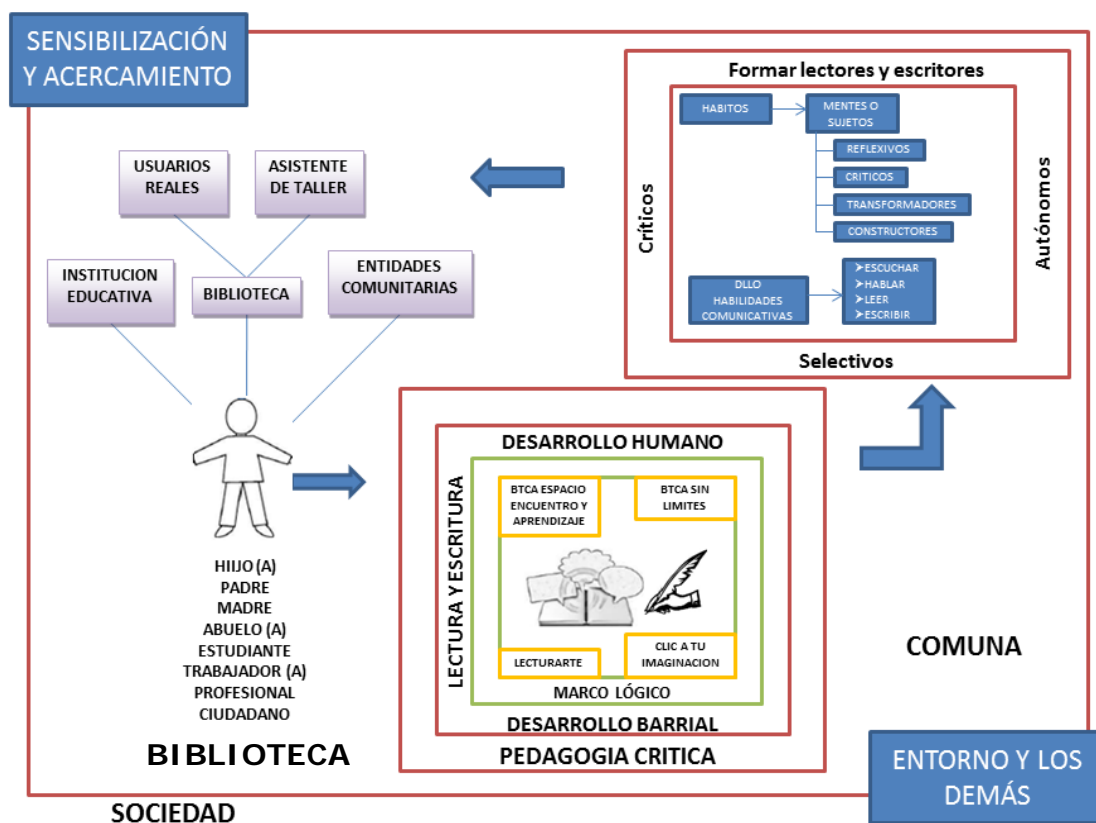 SENSIBILIZACIÓN
Y ACERCAMIENTO
USUARIOS
REALES
ASISTENTE
DE TALLER
INSTITUCION
EDUCATIVA
BIBLIOTECA
ENTIDADES
COMUNITARIAS
HIJO (A)
PADRE
MADRE
ABUELO (A)
ESTUDIANTE
TRABAJADOR (A)
PROFESIONAL
CIUDADANO
BIBLIOTECA
SOCIEDAD
Formar lectores y escritores
Críticos
HABITOS
MENTES O
SUJETOS
REFLEXIVOS
CRITICOS
TRANSFORMADORES
CONSTRUCTORES
DLLO
HABILIDADES
COMUNICATIVAS
➢ESCUCHAR
➢HABLAR
➢LEER
➢ESCRIBIR
Autónomos
Selectivos
DESARROLLO HUMANO
LECTURA Y ESCRITURA
BTCA ESPACIO
ENCUENTRO Y
APRENDIZAJE
BTCA SIN
LIMITES
LECTURARTE
CLIC A TU
IMAGINACION
MARCO LÓGICO
DESARROLLO BARRIAL
PEDAGOGIA CRITICA
COMUNA
ENTORNO Y LOS
DEMÁS